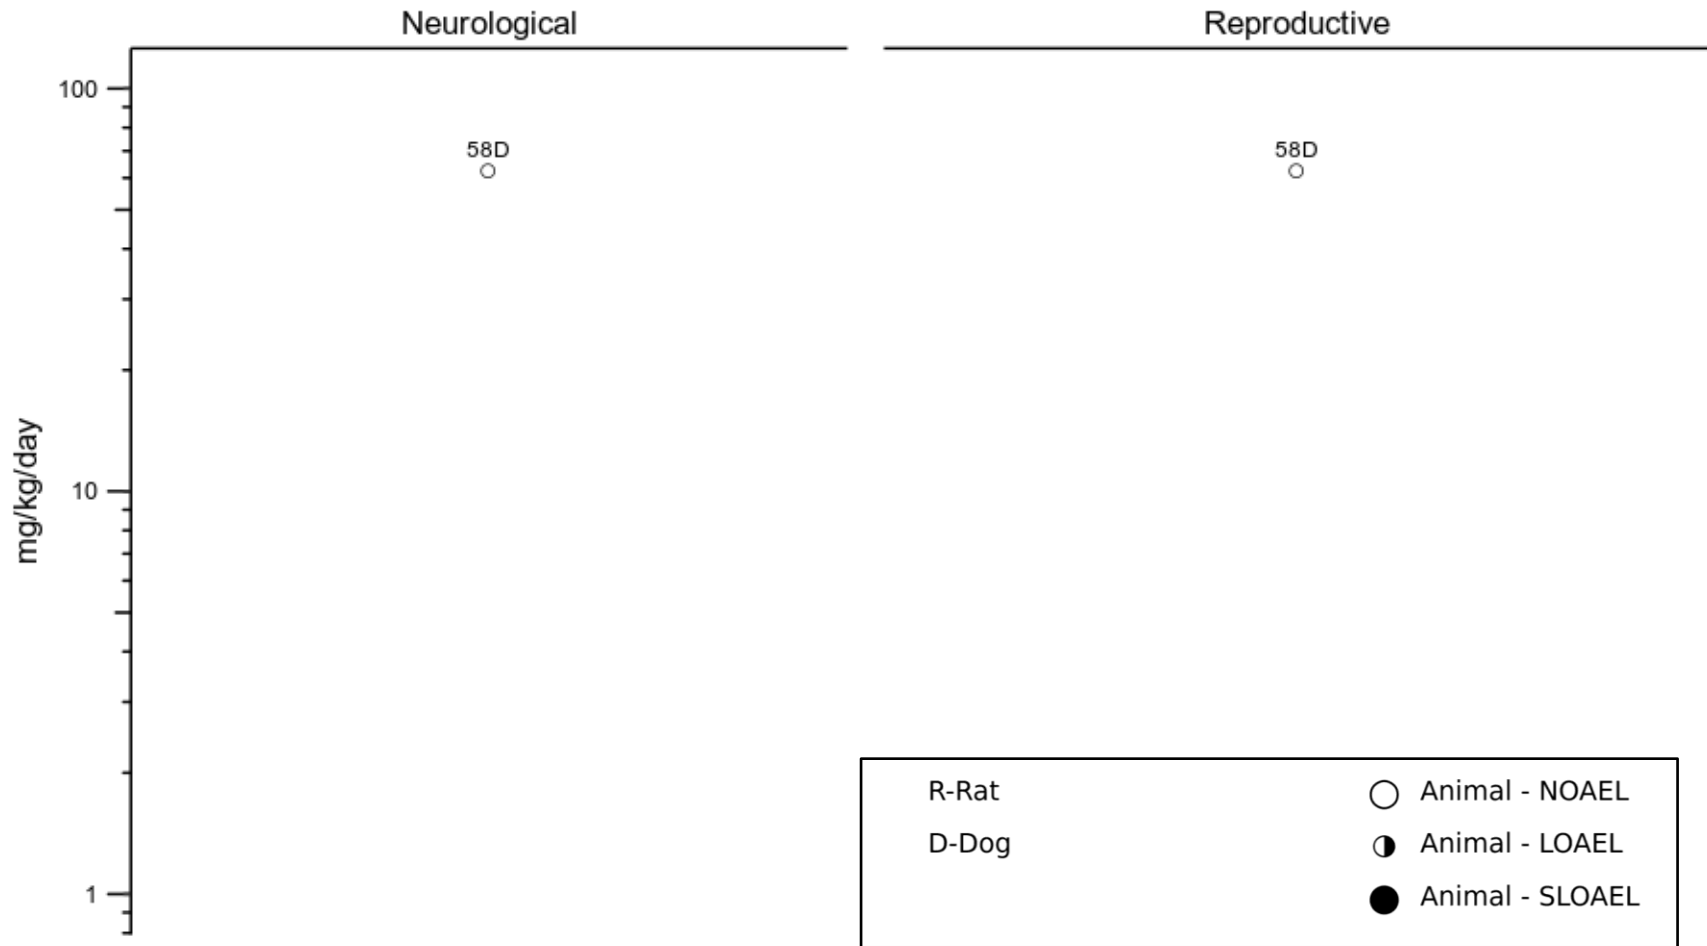 Neurological
Reproductive
100
58D
58D
mg/kg/day
10
1
R-Rat
D-Dog
Animal - NOAEL
Animal - LOAEL
Animal - SLOAEL